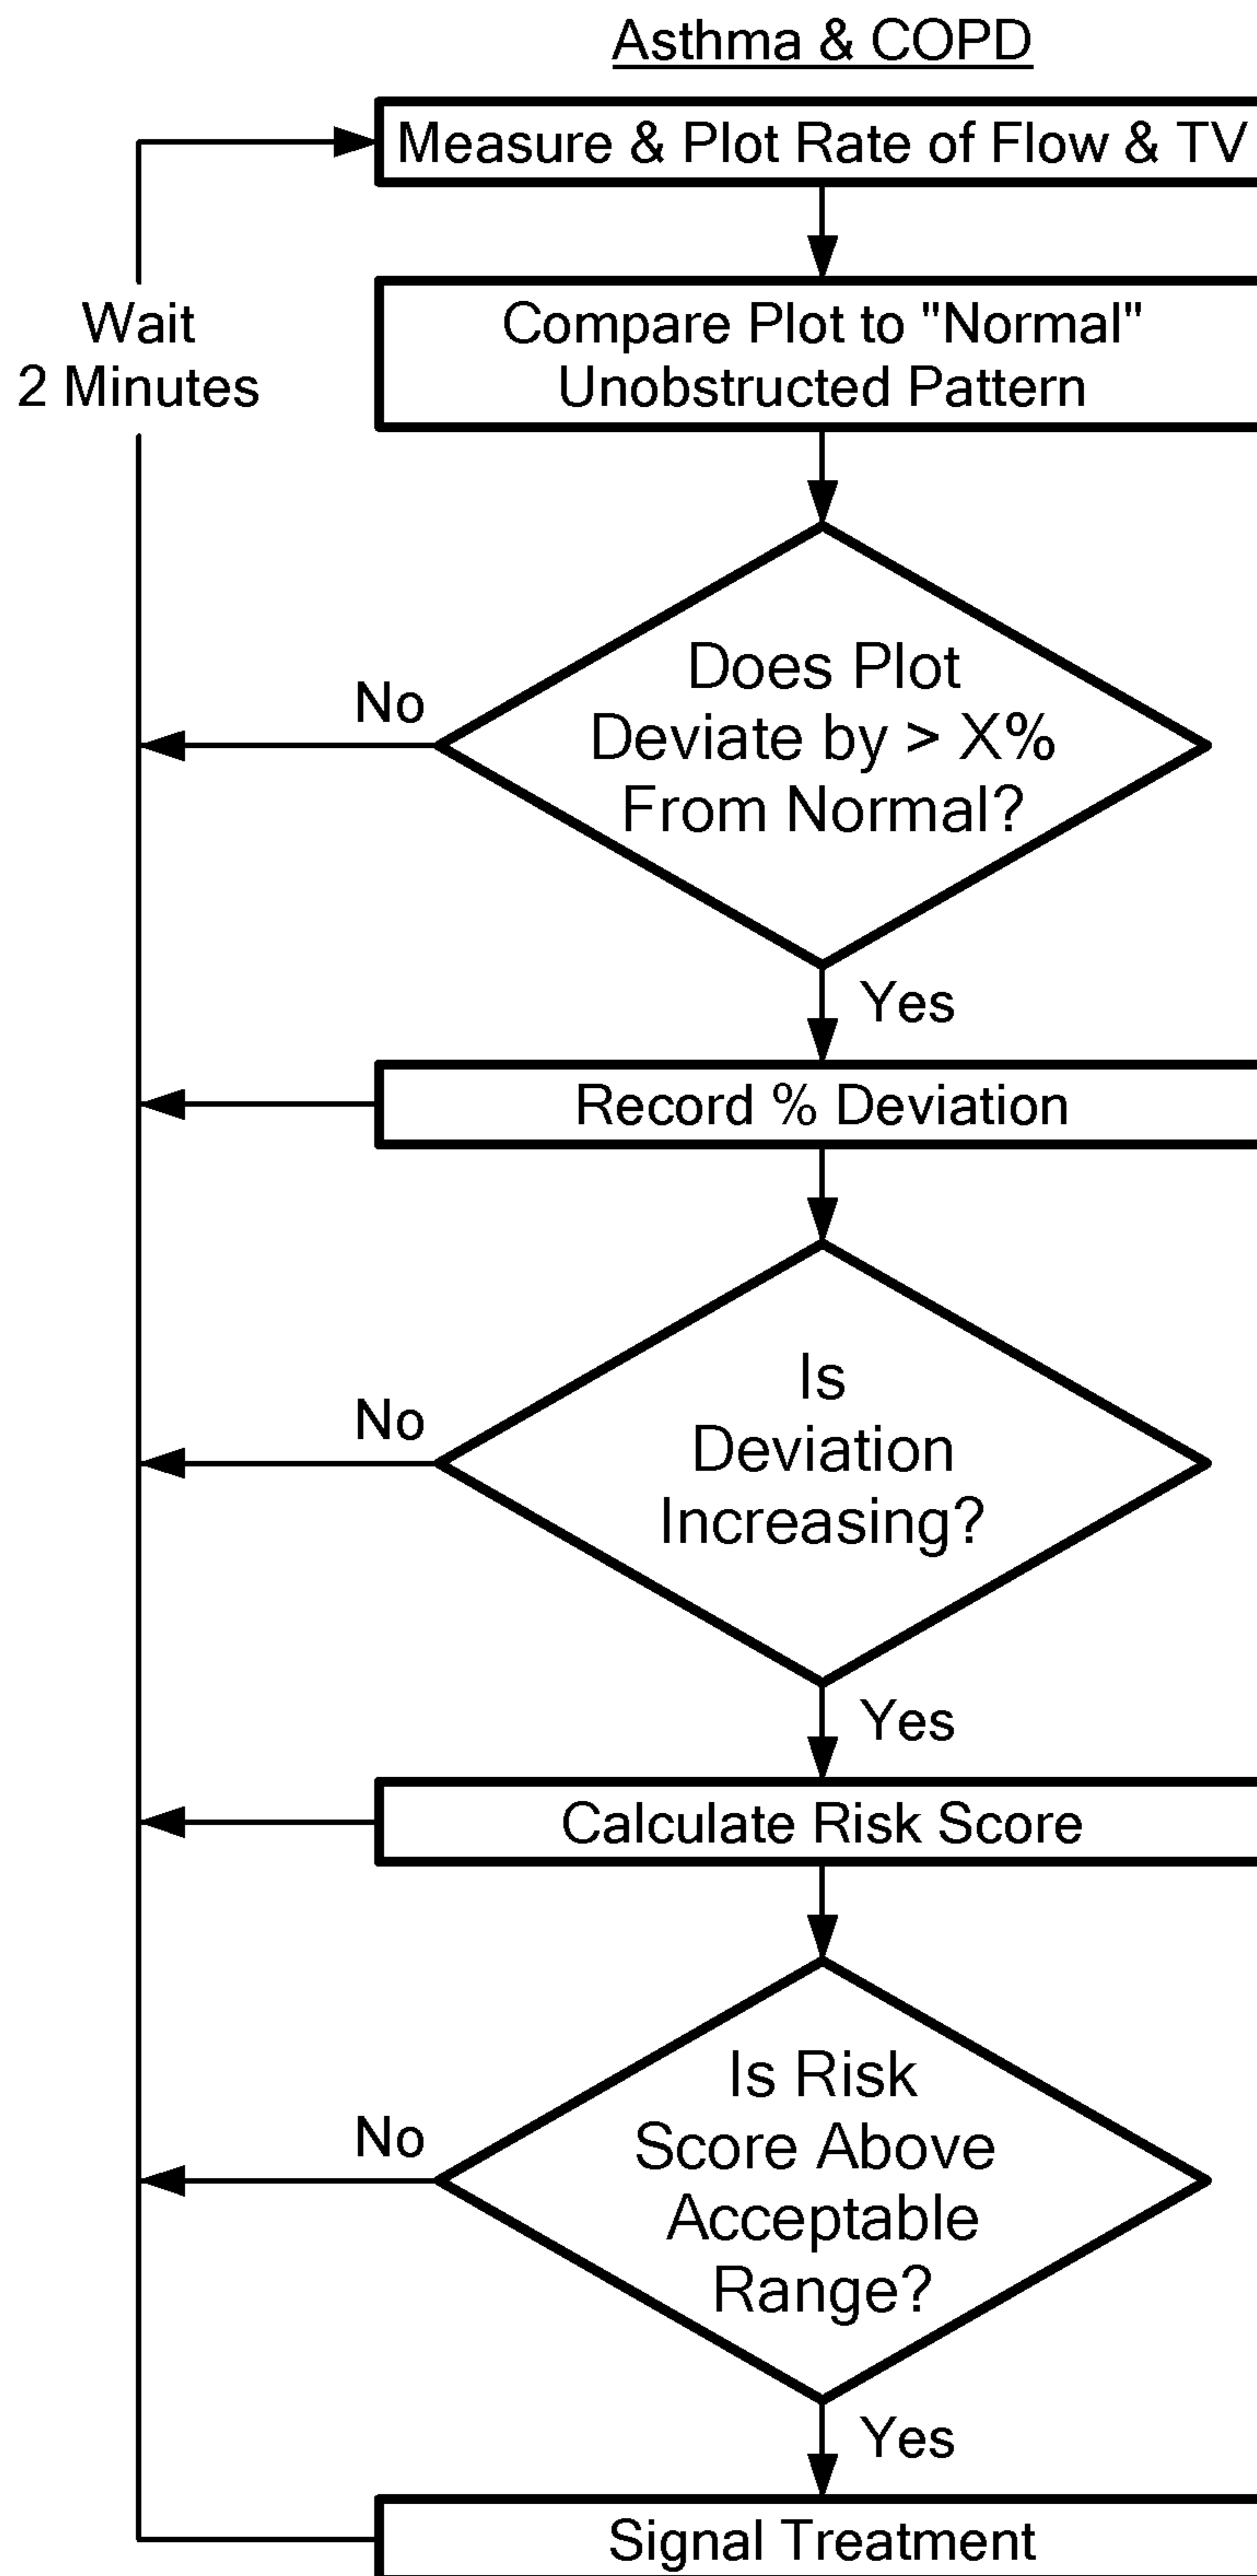 Asthma & COPD
Measure & Plot Rate of Flow & TV
Wait
2 Minutes
Compare Plot to "Normal"
Unobstructed Pattern
Does Plot
Deviate by > X%
From Normal?
No
Yes
Record % Deviation
Is
Deviation
Increasing?
No
Yes
Calculate Risk Score
Is Risk
Score Above
Acceptable
Range?
No
Yes
Signal Treatment